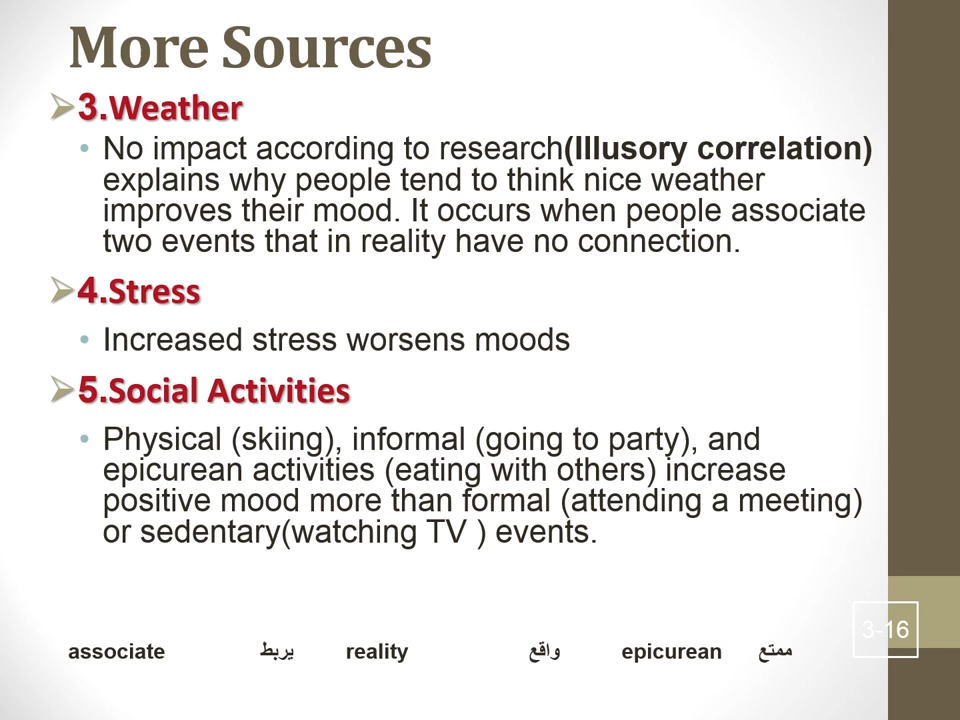 More Sources
3.Weather
No impact according to research(Illusory correlation)
explains why people tend to think nice weather
improves their mood. It occurs when people associate
two events that in reality have no connection.
4.Stress
Increased stress worsens moods
5.Social Activities
Physical (skiing), informal (going to party), and
epicurean activities (eating with others) increase
positive mood more than formal (attending a meeting)
or sedentary(watching TV ) events.
3-16
associate يربط reality واقع epicurean ممتع